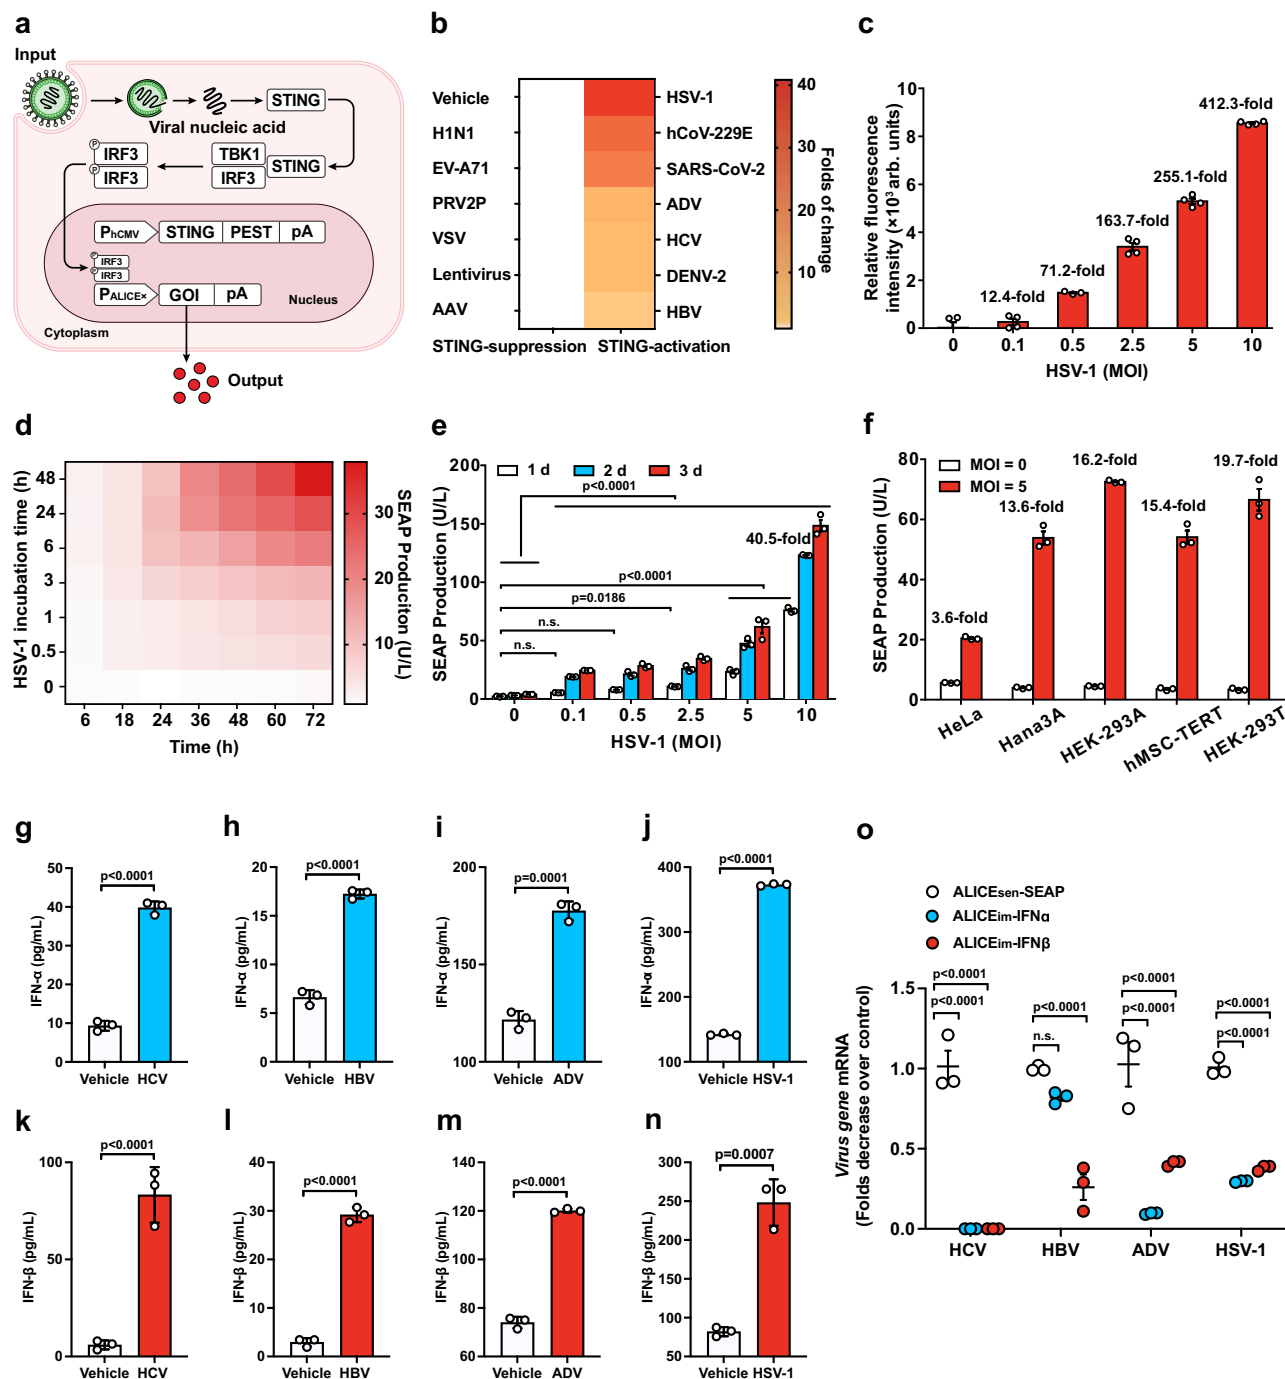 a
Input
STING
Viral nucleic acid
P
IRF3
P
IRF3
TBK1
IRF3
STING
PhCMV
STING
PEST
pA
P
IRF3
P
IRF3
PALICE×
GOI
pA
Nucleus
Cytoplasm
Output
b
Vehicle
H1N1
EV-A71
PRV2P
VSV
Lentivirus
AAV
HSV-1
hCoV-229E
SARS-CoV-2
ADV
HCV
DENV-2
HBV
STING-suppression
STING-activation
40
30
20
10
Folds of change
c
Relative fluorescence
intensity (×10³ arb. units)
10
8
6
4
2
0
12.4-fold
71.2-fold
163.7-fold
255.1-fold
412.3-fold
0
0.1
0.5
2.5
5
10
HSV-1 (MOI)
d
HSV-1 incubation time (h)
48
24
6
3
1
0.5
0
6
18
24
36
48
60
72
Time (h)
30
20
10
SEAP Produciton (U/L)
e
SEAP Production (U/L)
200
150
100
50
0
1 d
2 d
3 d
p<0.0001
40.5-fold
p<0.0001
p=0.0186
n.s.
n.s.
0
0.1
0.5
2.5
5
10
HSV-1 (MOI)
f
SEAP Production (U/L)
80
60
40
20
0
MOI = 0
MOI = 5
3.6-fold
13.6-fold
16.2-fold
15.4-fold
19.7-fold
HeLa
Hana3A
HEK-293A
hMSC-TERT
HEK-293T
g
IFN-α (pg/mL)
50
40
30
20
10
0
p<0.0001
Vehicle
HCV
h
IFN-α (pg/mL)
20
17
13
10
7
3
0
p<0.0001
Vehicle
HBV
i
IFN-α (pg/mL)
200
150
100
p=0.0001
Vehicle
ADV
j
IFN-α (pg/mL)
400
300
200
100
p<0.0001
Vehicle
HSV-1
k
IFN-β (pg/mL)
100
50
0
p<0.0001
Vehicle
HCV
l
IFN-β (pg/mL)
40
30
20
10
0
p<0.0001
Vehicle
HBV
m
IFN-β (pg/mL)
140
120
100
80
60
p<0.0001
Vehicle
ADV
n
IFN-β (pg/mL)
300
250
200
150
100
50
p=0.0007
Vehicle
HSV-1
o
ALICEsen-SEAP
ALICEim-IFNα
ALICEim-IFNβ
Virus gene mRNA
(Folds decrease over control)
1.5
1.0
0.5
0.0
p<0.0001
p<0.0001
p<0.0001
n.s.
p<0.0001
p<0.0001
p<0.0001
p<0.0001
HCV
HBV
ADV
HSV-1